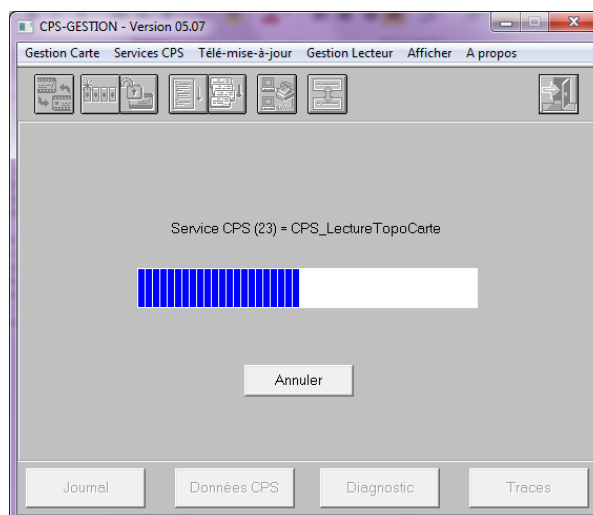 CPS-GESTION - Version 05.07
Gestion Carte Services CPS Télé-mise-à-jour Gestion Lecteur Afficher A propos
Service CPS (23) = CPS_LectureTopoCarte
Annuler
Journal Données CPS Diagnostic Traces